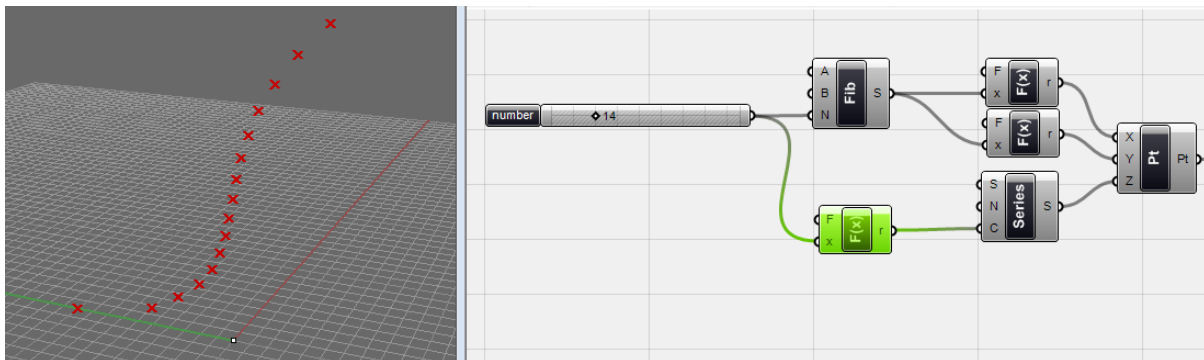 number
14
A
B
N
Fib
S
F
x
F(x)
r
F
x
F(x)
r
F
x
F(x)
r
S
N
C
Series
S
X
Y
Z
Pt
Pt